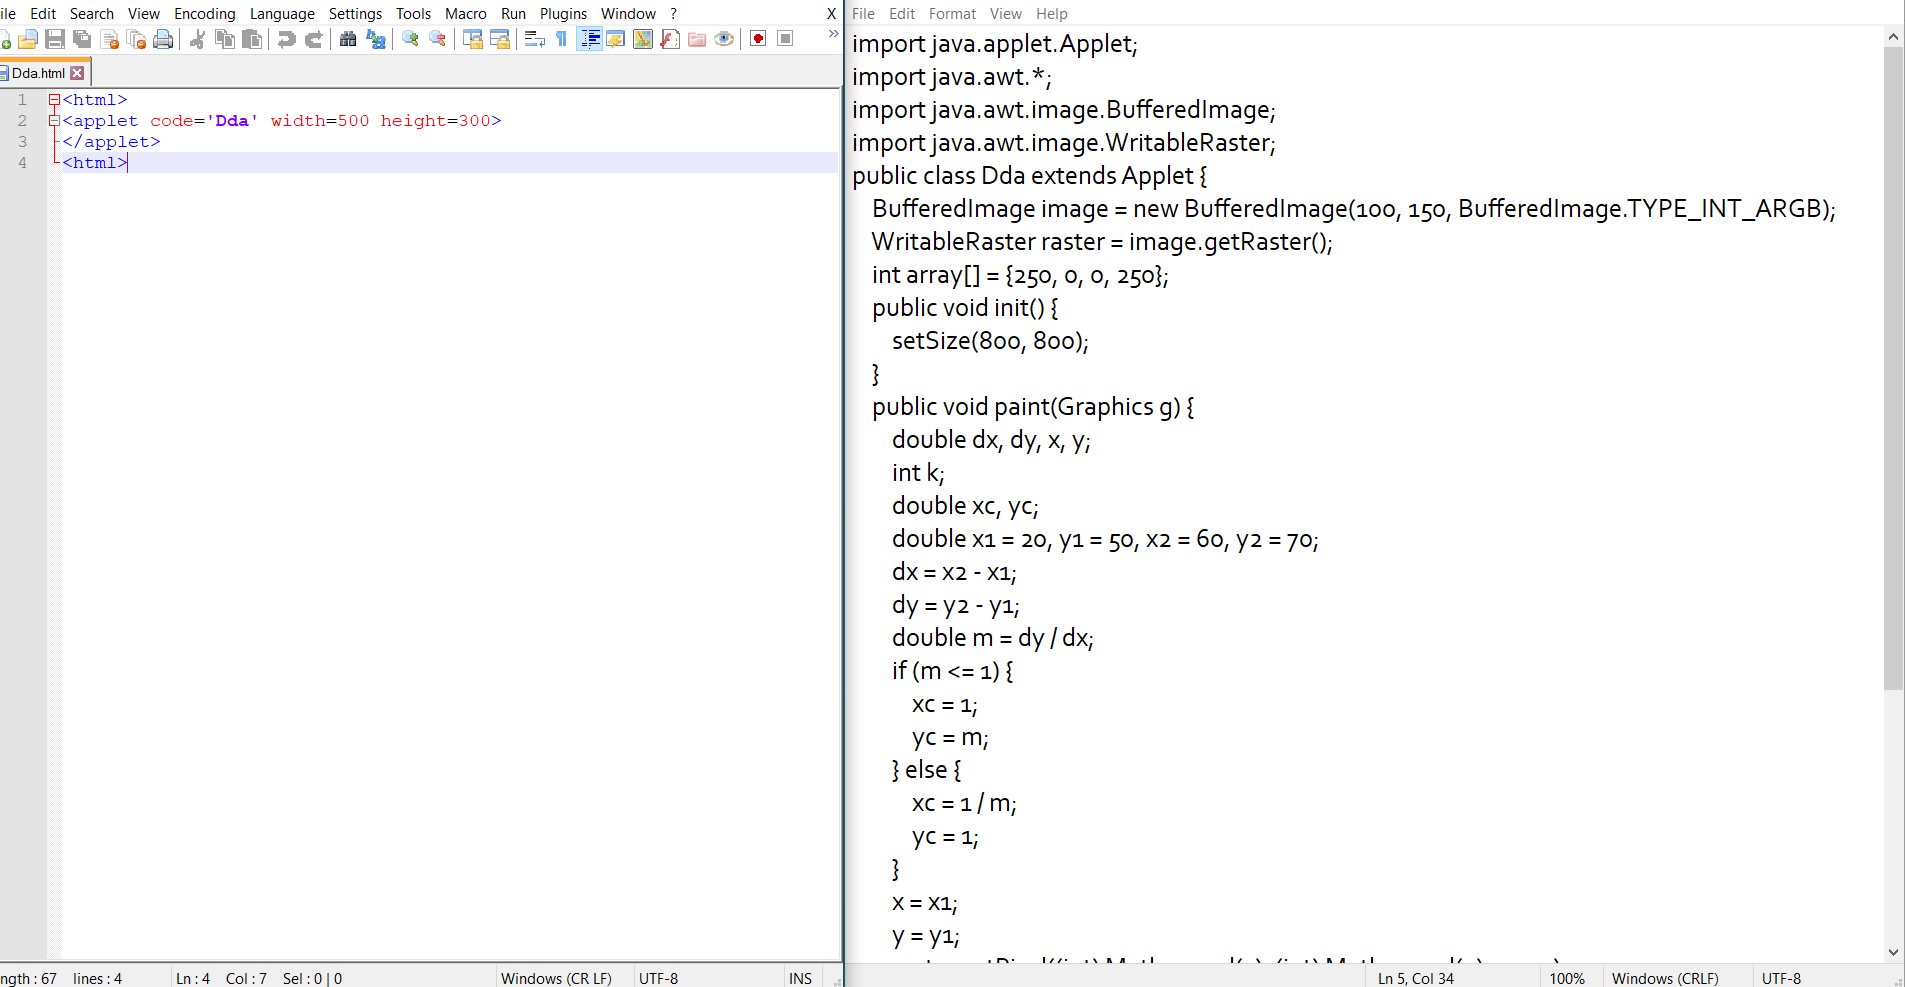 ile Edit Search View Encoding Language Settings Tools Macro Run Plugins Window ? X
Dda.html
1 <html>
2 <applet code='Dda' width=500 height=300>
3 </applet>
4 <html>
ngth : 67 lines : 4 Ln : 4 Col : 7 Sel : 0 | 0 Windows (CR LF) UTF-8 INS
File Edit Format View Help
import java.applet.Applet;
import java.awt.*;
import java.awt.image.BufferedImage;
import java.awt.image.WritableRaster;
public class Dda extends Applet {
BufferedImage image = new BufferedImage(100, 150, BufferedImage.TYPE_INT_ARGB);
WritableRaster raster = image.getRaster();
int array[] = {250, 0, 0, 250};
public void init() {
setSize(800, 800);
}
public void paint(Graphics g) {
double dx, dy, x, y;
int k;
double xc, yc;
double x1 = 20, y1 = 50, x2 = 60, y2 = 70;
dx = x2 - x1;
dy = y2 - y1;
double m = dy / dx;
if (m <= 1) {
xc = 1;
yc = m;
} else {
xc = 1 / m;
yc = 1;
}
x = x1;
y = y1;
Ln 5, Col 34 100% Windows (CRLF) UTF-8